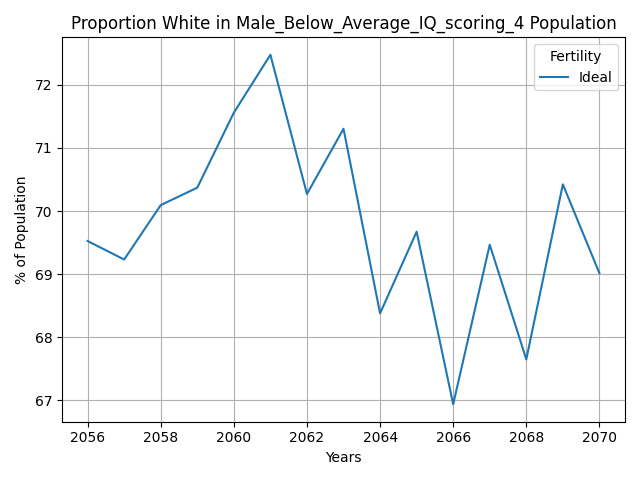 Proportion White in Male_Below_Average_IQ_scoring_4 Population
Fertility
Ideal
72
71
70
69
68
67
% of Population
2056 2058 2060 2062 2064 2066 2068 2070
Years